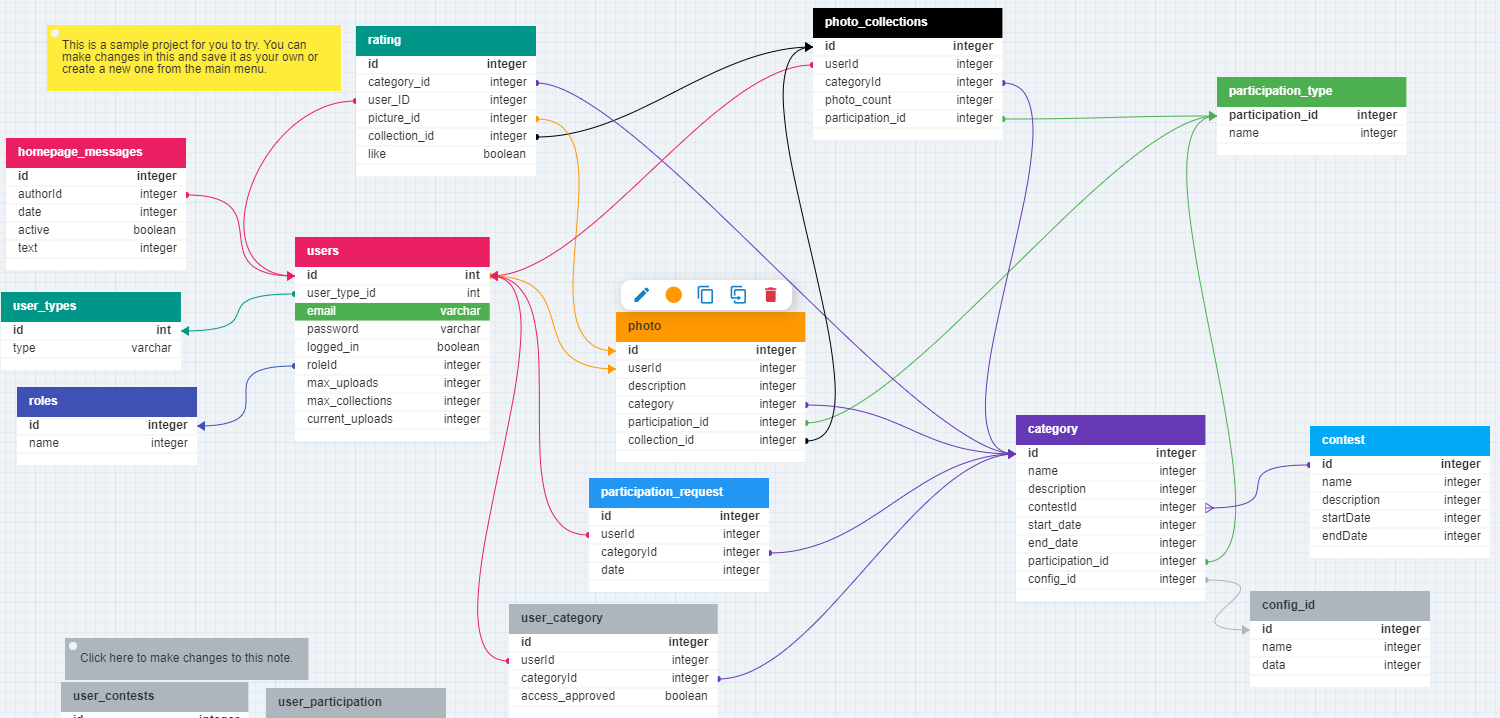 This is a sample project for you to try. You can
make changes in this and save it as your own or
create a new one from the main menu.
rating
id integer
category_id integer
user_ID integer
picture_id integer
collection_id integer
like boolean
photo_collections
id integer
userId integer
categoryId integer
photo_count integer
participation_id integer
participation_type
participation_id integer
name integer
homepage_messages
id integer
authorId integer
date integer
active boolean
text integer
users
id int
user_type_id int
email varchar
password varchar
logged_in boolean
roleId integer
max_uploads integer
max_collections integer
current_uploads integer
user_types
id int
type varchar
roles
id integer
name integer
photo
id integer
userId integer
description integer
category integer
participation_id integer
collection_id integer
category
id integer
name integer
description integer
contestId integer
start_date integer
end_date integer
participation_id integer
config_id integer
contest
id integer
name integer
description integer
startDate integer
endDate integer
participation_request
id integer
userId integer
categoryId integer
date integer
config_id
id integer
name integer
data integer
user_category
id integer
userId integer
categoryId integer
access_approved boolean
Click here to make changes to this note.
user_contests
id integer
user_participation